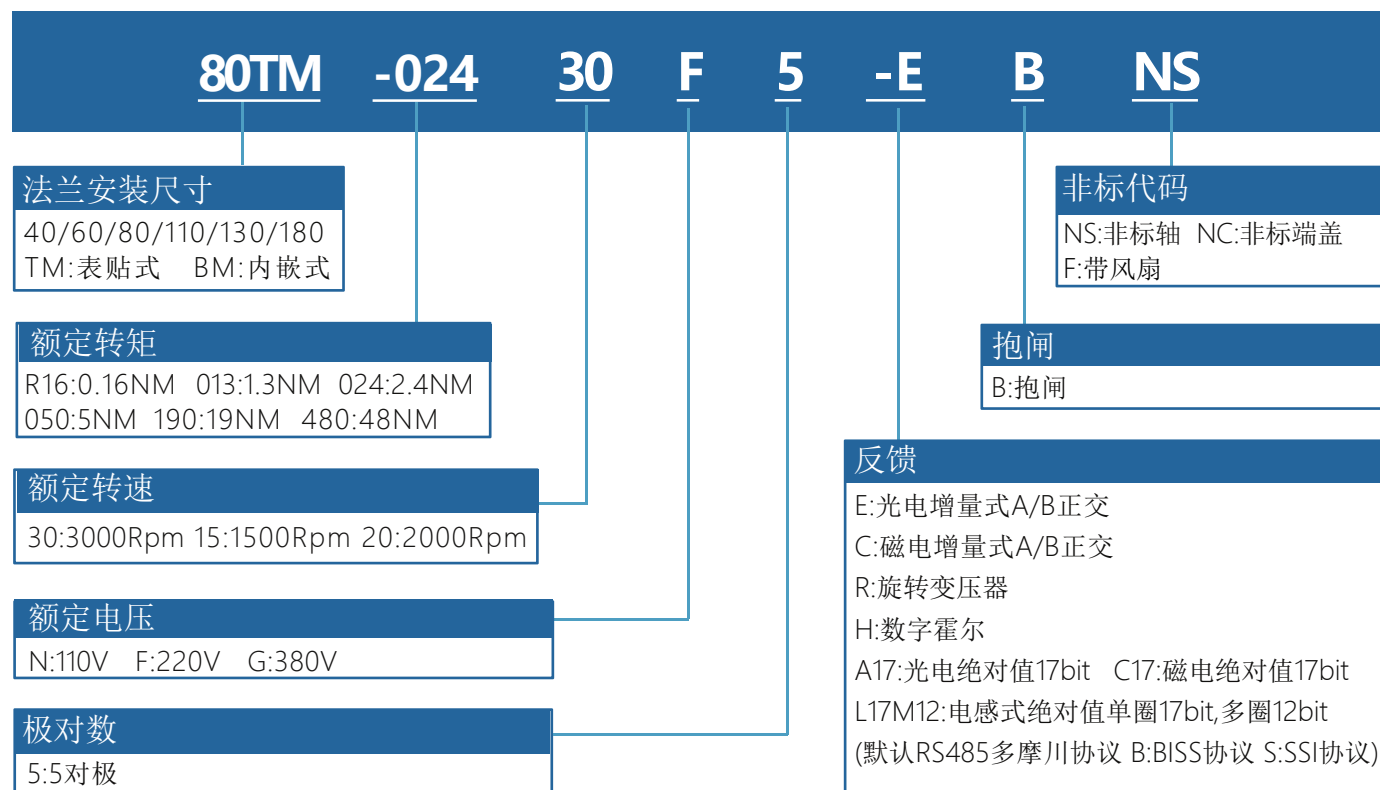 80TM -024 30 F 5 -E B NS
法兰安装尺寸
40/60/80/110/130/180
TM:表贴式 BM:内嵌式
额定转矩
R16:0.16NM 013:1.3NM 024:2.4NM
050:5NM 190:19NM 480:48NM
额定转速
30:3000Rpm 15:1500Rpm 20:2000Rpm
额定电压
N:110V F:220V G:380V
极对数
5:5对极
非标代码
NS:非标轴 NC:非标端盖
F:带风扇
抱闸
B:抱闸
反馈
E:光电增量式A/B正交
C:磁电增量式A/B正交
R:旋转变压器
H:数字霍尔
A17:光电绝对值17bit C17:磁电绝对值17bit
L17M12:电感式绝对值单圈17bit,多圈12bit
(默认RS485多摩川协议 B:BISS协议 S:SSI协议)